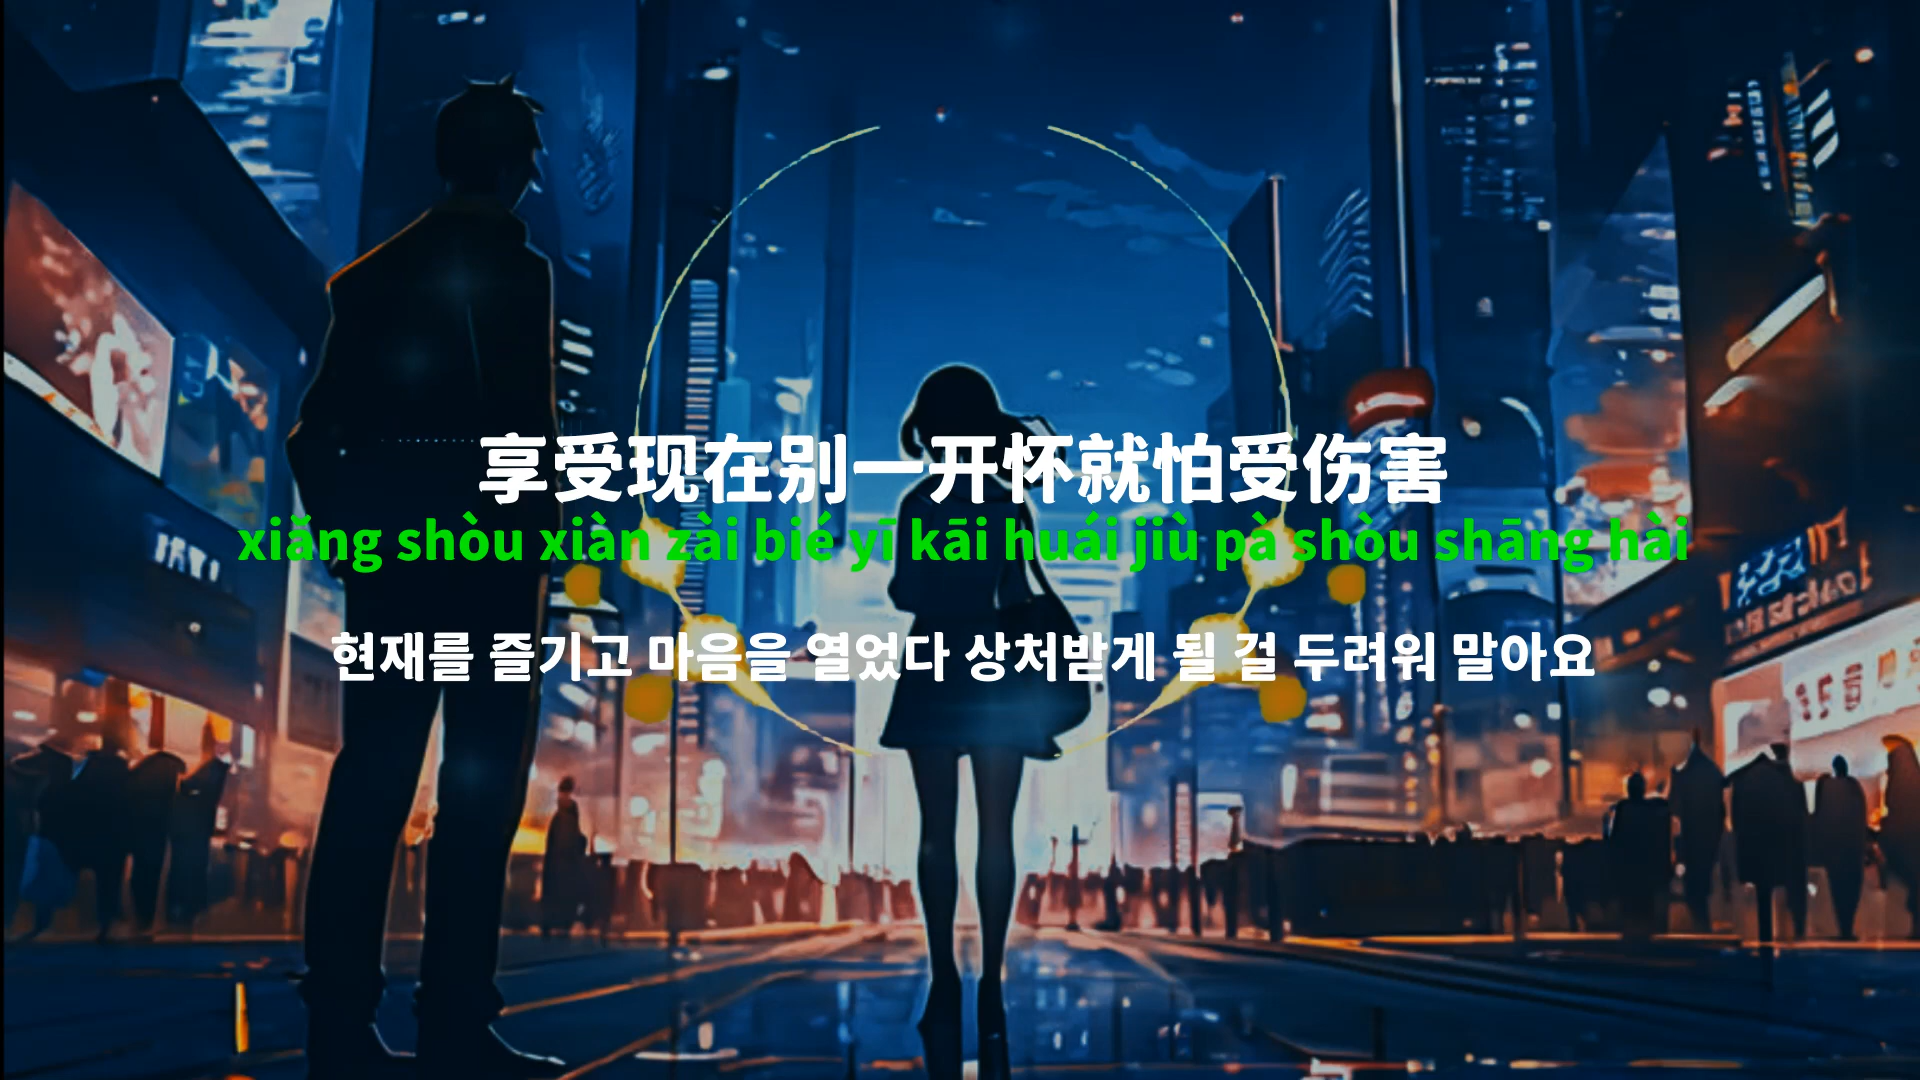 享受现在别一开怀就怕受伤害
xiǎng shòu xiàn zài bié yī kāi huái jiù pà shòu shāng hài
현재를 즐기고 마음을 열었다 상처받게 될 걸 두려워 말아요